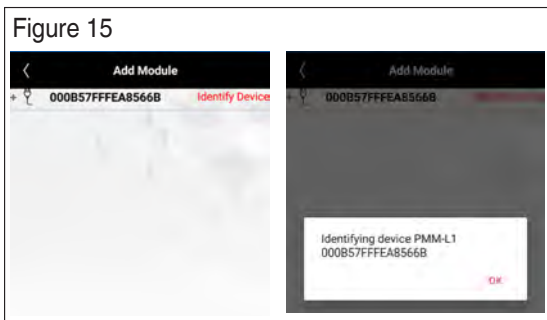 Figure 15
Add Module
+ 000B57FFFEA8566B Identify Device
Add Module
+ 000B57FFFEA8566B
Identifying device PMM-L1
000B57FFFEA8566B
OK